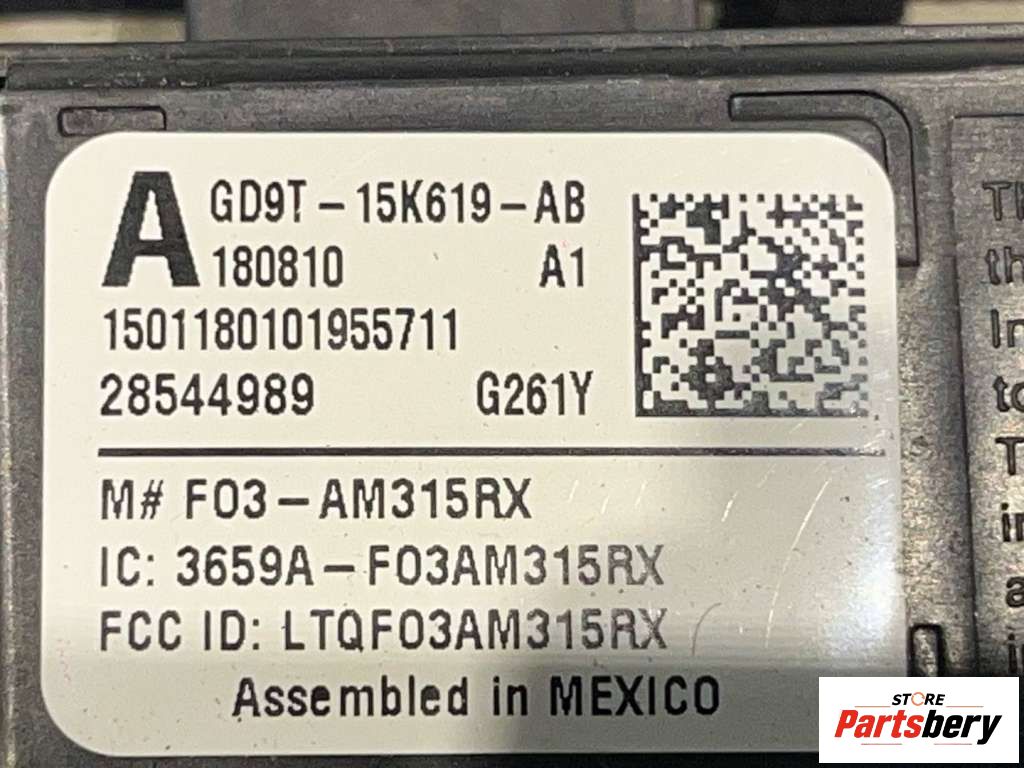 A GD9T-15K619-AB
180810 A1
1501180101955711
28544989 G261Y
M# F03-AM315RX
IC: 3659A-F03AM315RX
FCC ID: LTQF03AM315RX
Assembled in MEXICO
STORE
Partsbery